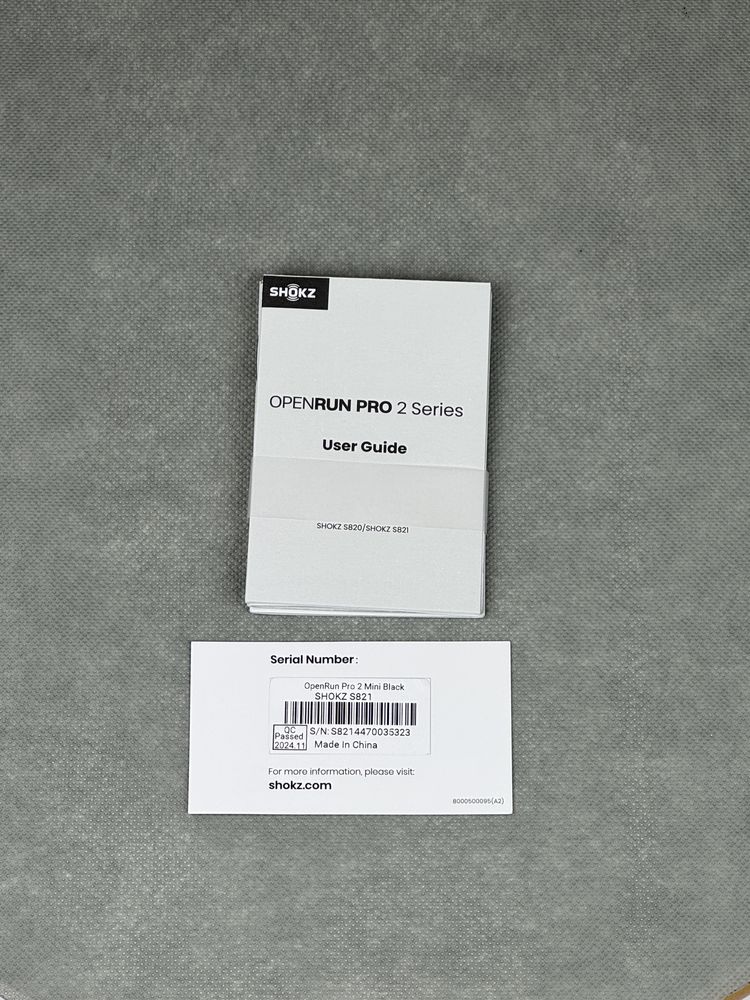 SHOKZ
OPENRUN PRO 2 Series
User Guide
SHOKZ S820/SHOKZ S821
Serial Number:
OpenRun Pro 2 Mini Black
SHOKZ S821
QC
Passed
2024.11
S/N: S8214470035323
Made In China
For more information, please visit:
shokz.com
8000500095(A2)